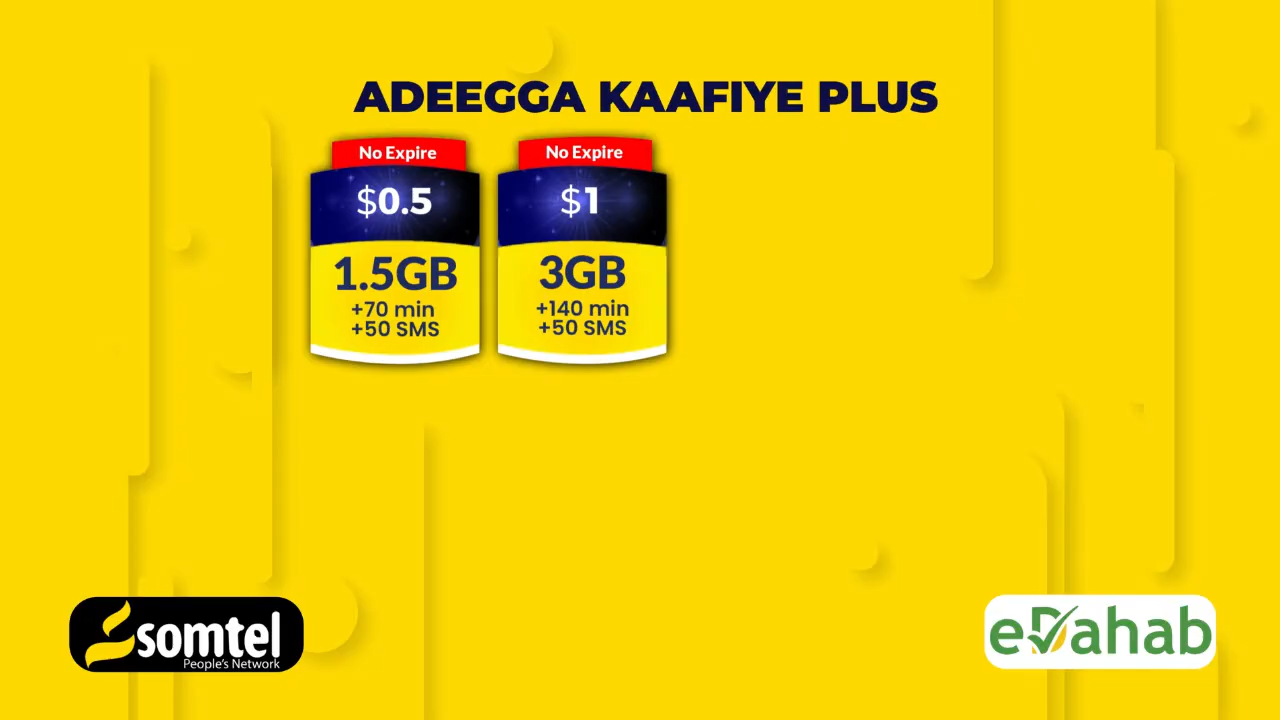 ADEEGGA KAAFIYE PLUS
No Expire
$0.5
1.5GB
+70 min
+50 SMS
No Expire
$1
3GB
+140 min
+50 SMS
somtel
People's Network
eDahab